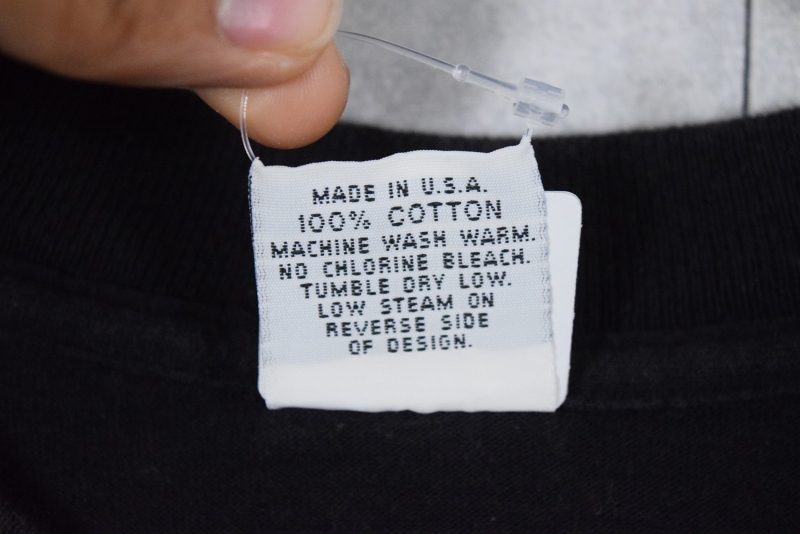 MADE IN U.S.A.
100% COTTON
MACHINE WASH WARM.
NO CHLORINE BLEACH.
TUMBLE DRY LOW.
LOW STEAM ON
REVERSE SIDE
OF DESIGN.